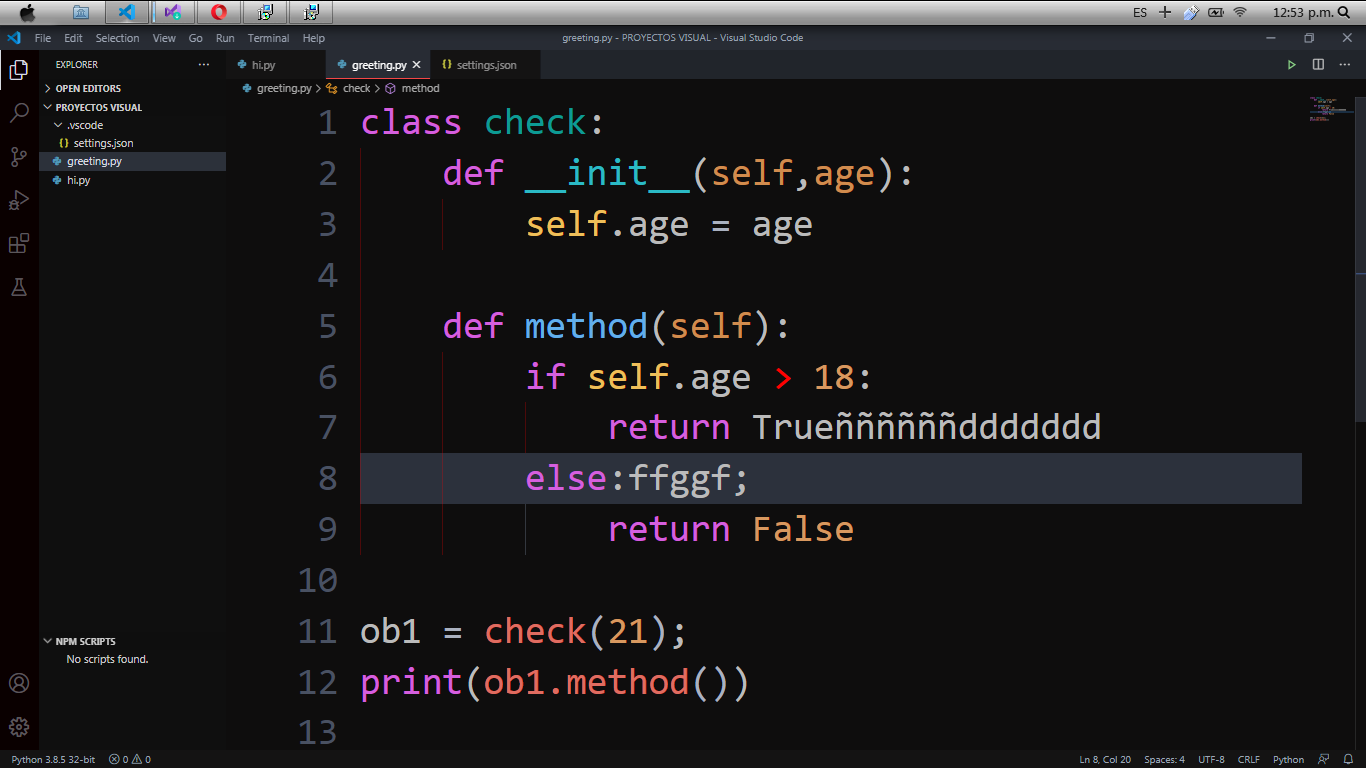 ES 12:53 p.m.
File Edit Selection View Go Run Terminal Help greeting.py - PROYECTOS VISUAL - Visual Studio Code
EXPLORER
OPEN EDITORS
PROYECTOS VISUAL
.vscode
{} settings.json
greeting.py
hi.py
NPM SCRIPTS
No scripts found.
hi.py greeting.py {} settings.json
greeting.py > check > method
1 class check:
2     def __init__(self,age):
3         self.age = age
4
5     def method(self):
6         if self.age > 18:
7             return Trueññññññddddddd
8         else:ffggf;
9             return False
10
11 ob1 = check(21);
12 print(ob1.method())
13
Python 3.8.5 32-bit 0 0 Ln 8, Col 20 Spaces: 4 UTF-8 CRLF Python